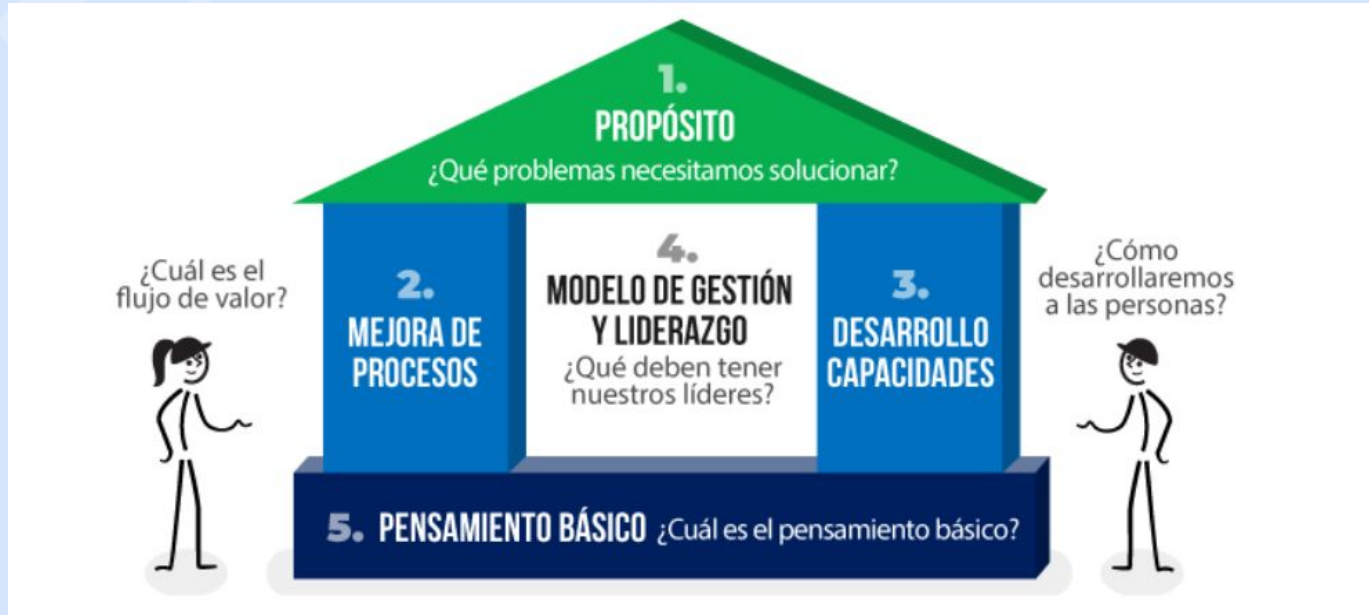 1.
PROPÓSITO
¿Qué problemas necesitamos solucionar?
¿Cuál es el
flujo de valor?
2.
MEJORA DE
PROCESOS
4.
MODELO DE GESTIÓN
Y LIDERAZGO
¿Qué deben tener
nuestros líderes?
3.
DESARROLLO
CAPACIDADES
¿Cómo
desarrollaremos
a las personas?
5. PENSAMIENTO BÁSICO ¿Cuál es el pensamiento básico?